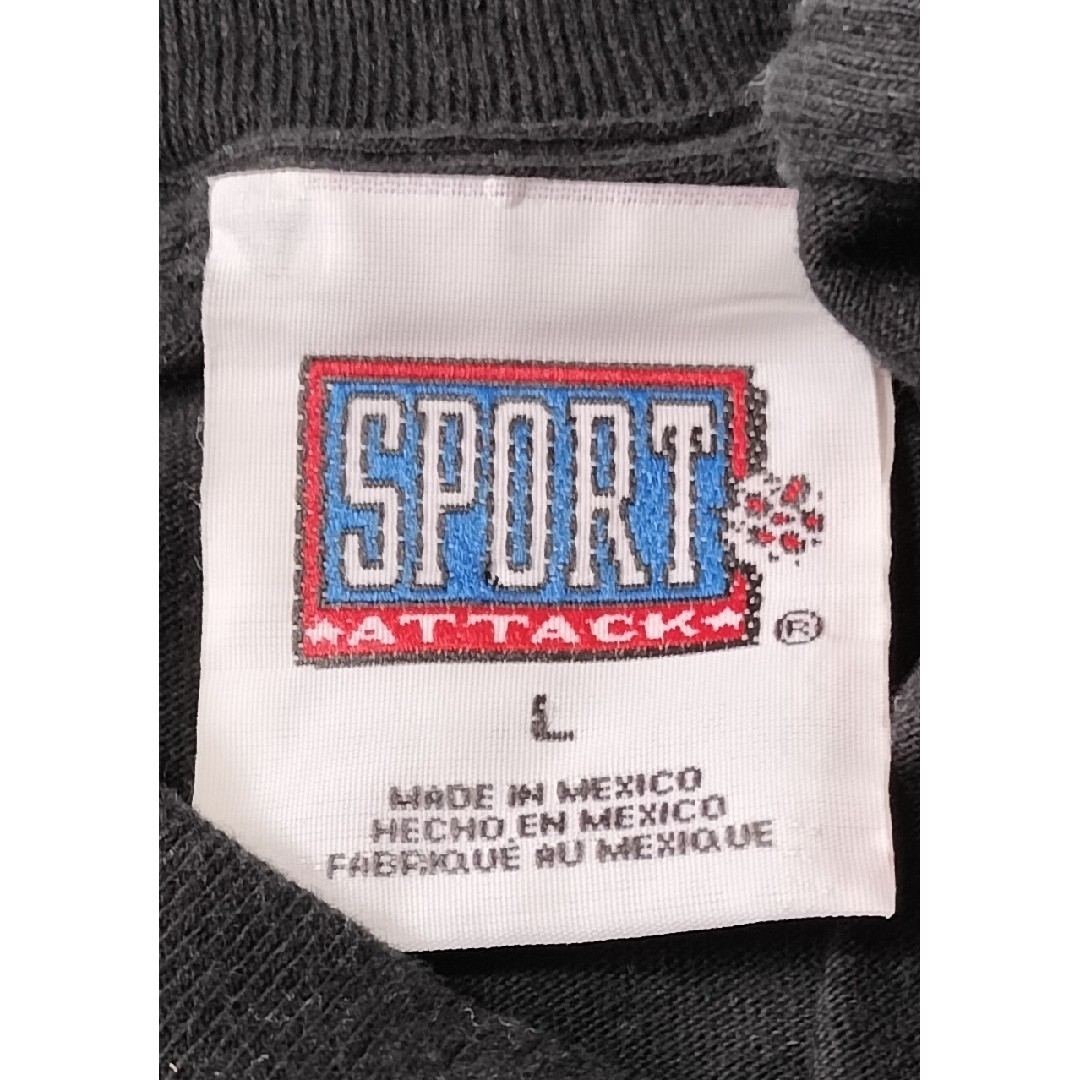 SPORT
★ATTACK★
®
L
MADE IN MEXICO
HECHO EN MEXICO
FABRIQUÉ AU MEXIQUE